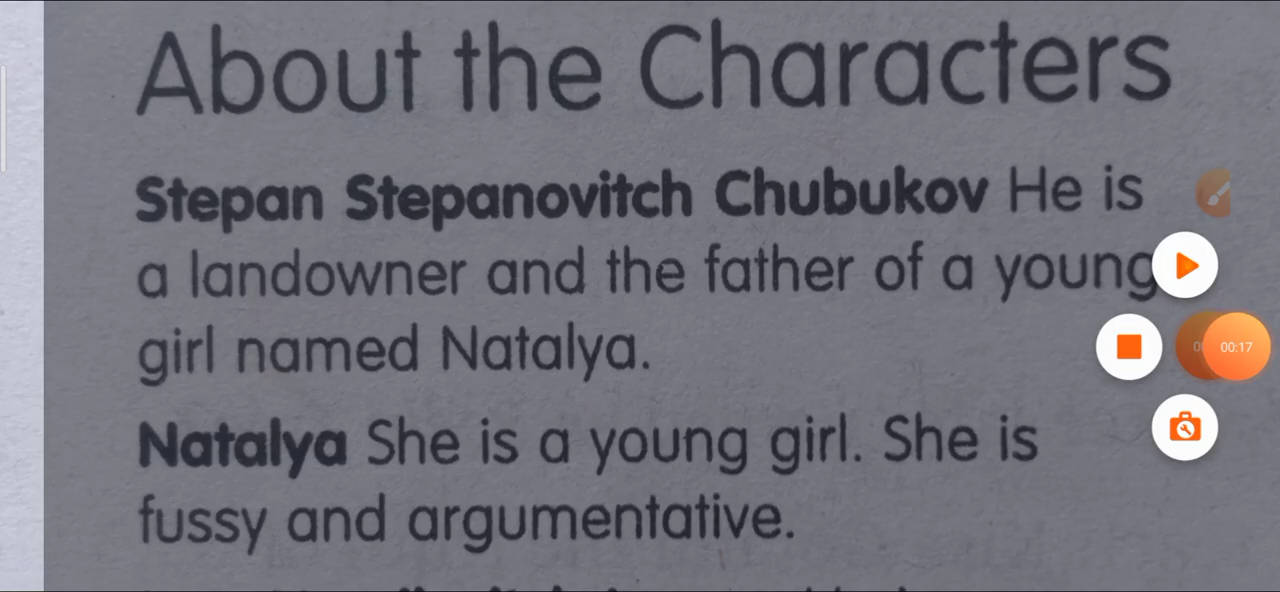 About the Characters
Stepan Stepanovitch Chubukov He is
a landowner and the father of a young
girl named Natalya.
Natalya She is a young girl. She is
fussy and argumentative.
00:17